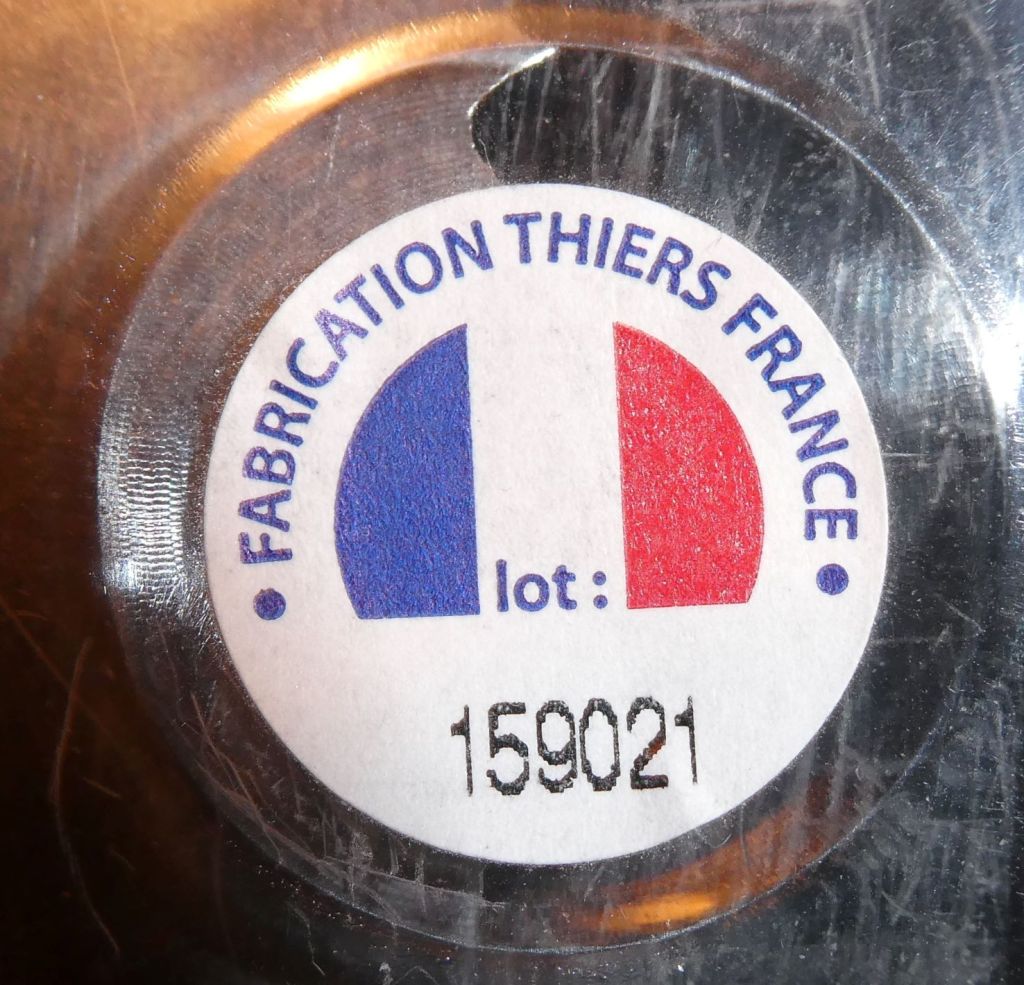 • FABRICATION THIERS FRANCE •
lot :
159021